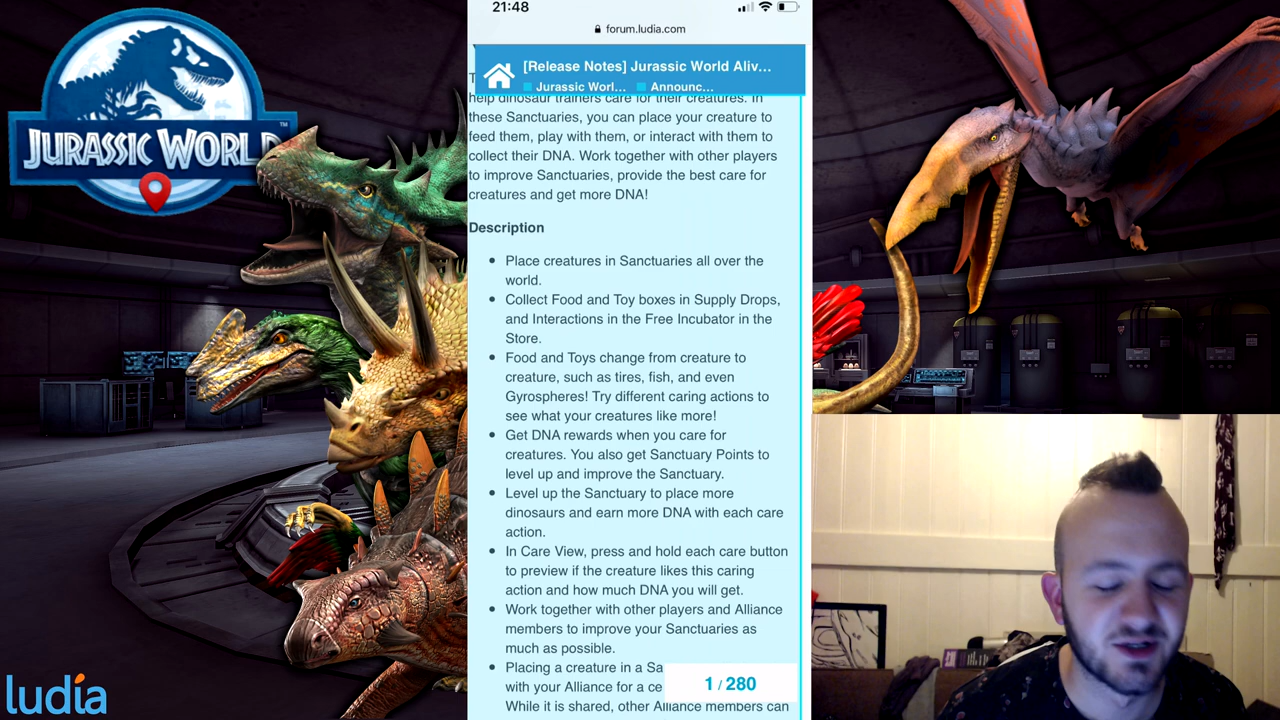 21:48
forum.ludia.com
[Release Notes] Jurassic World Aliv...
Jurassic Worl... Announc...
help dinosaur trainers care for their creatures. In
these Sanctuaries, you can place your creature to
feed them, play with them, or interact with them to
collect their DNA. Work together with other players
to improve Sanctuaries, provide the best care for
creatures and get more DNA!
Description
Place creatures in Sanctuaries all over the
world.
Collect Food and Toy boxes in Supply Drops,
and Interactions in the Free Incubator in the
Store.
Food and Toys change from creature to
creature, such as tires, fish, and even
Gyrospheres! Try different caring actions to
see what your creatures like more!
Get DNA rewards when you care for
creatures. You also get Sanctuary Points to
level up and improve the Sanctuary.
Level up the Sanctuary to place more
dinosaurs and earn more DNA with each care
action.
In Care View, press and hold each care button
to preview if the creature likes this caring
action and how much DNA you will get.
Work together with other players and Alliance
members to improve your Sanctuaries as
much as possible.
Placing a creature in a Sa
with your Alliance for a ce
While it is shared, other Alliance members can
1 / 280
JURASSIC WORLD
TM
ludia